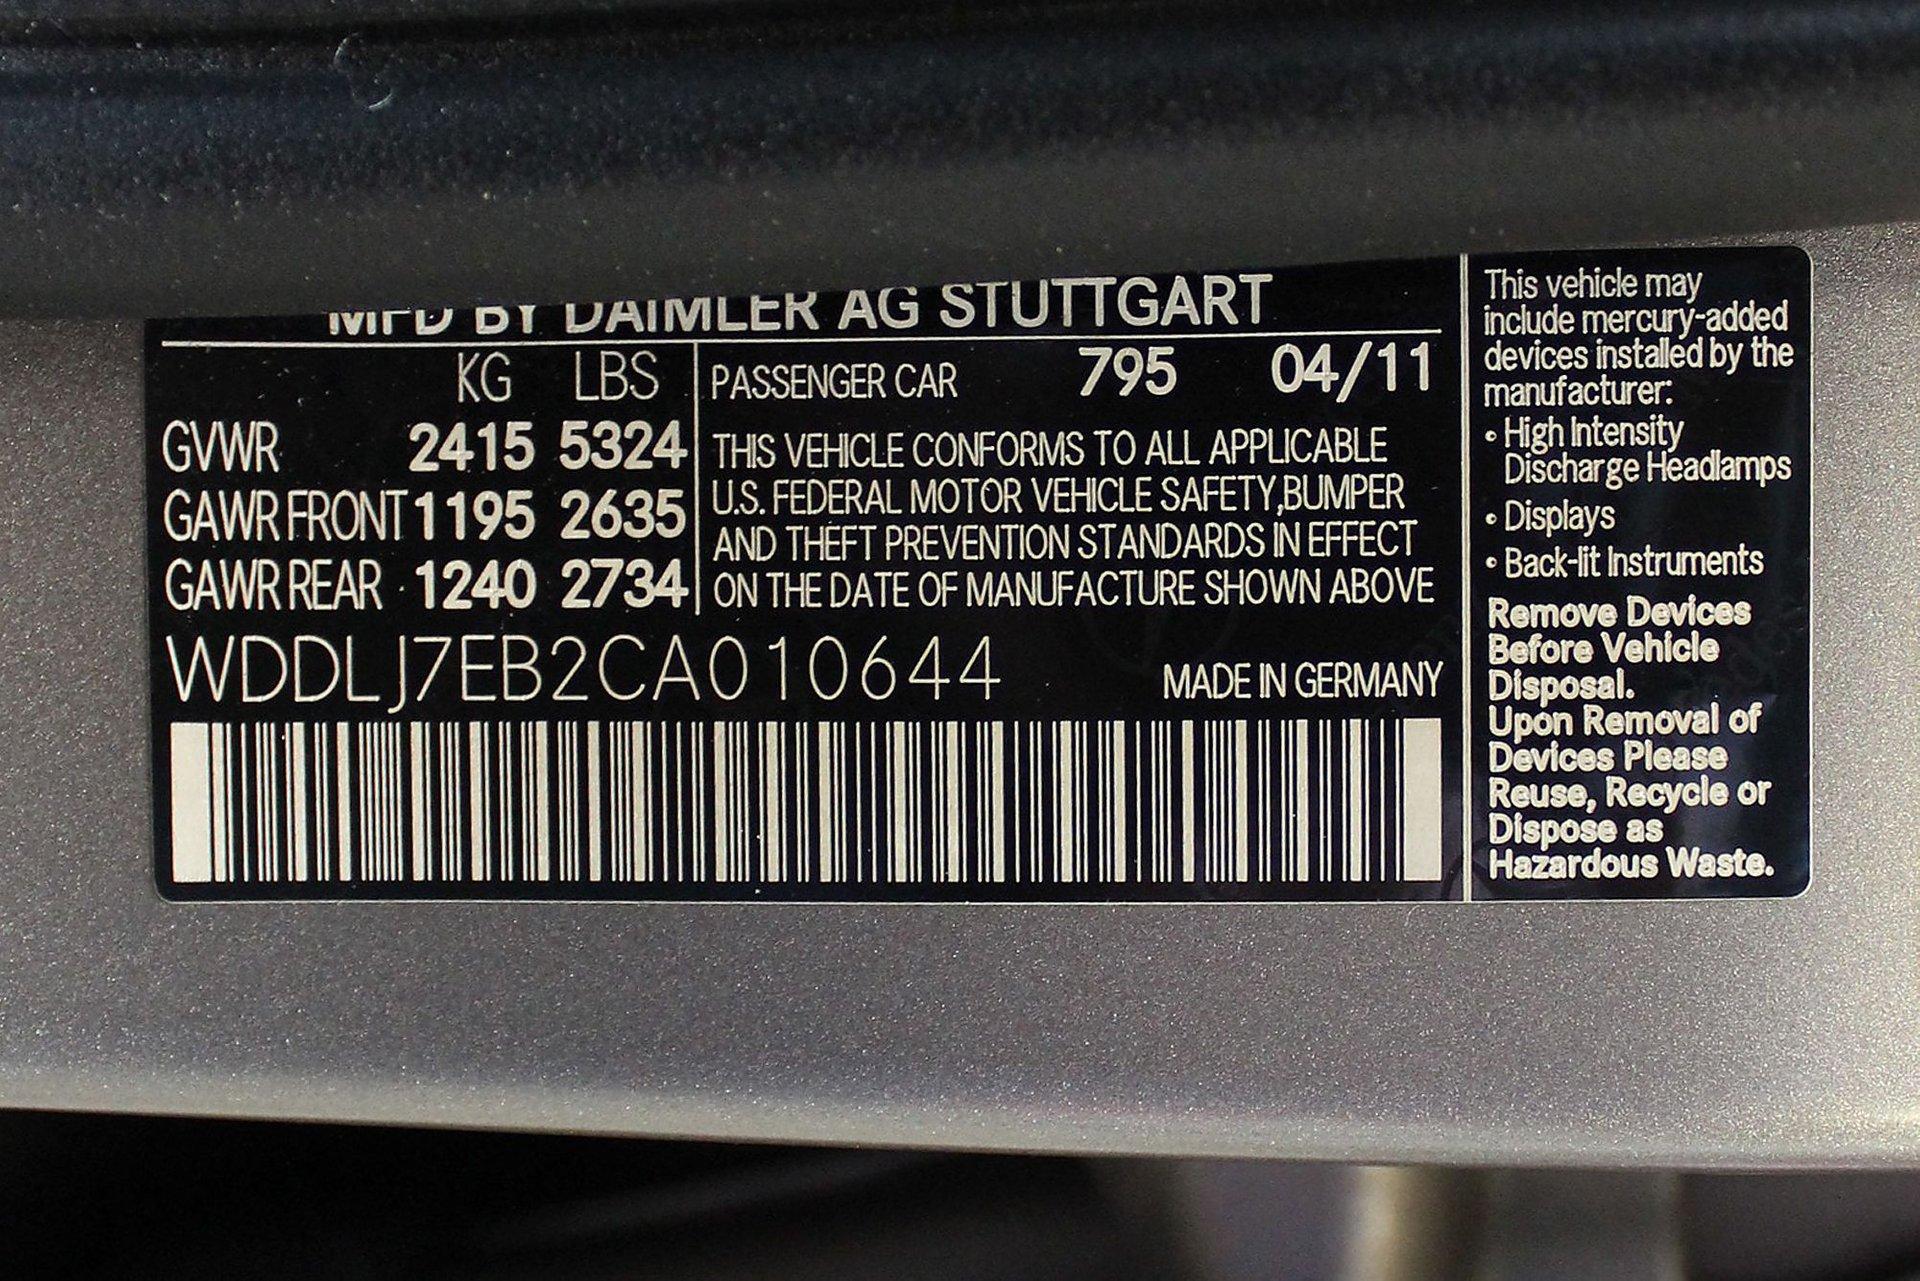 MFD BY DAIMLER AG STUTTGART
KG LBS
GVWR 2415 5324
GAWR FRONT 1195 2635
GAWR REAR 1240 2734
PASSENGER CAR 795 04/11
THIS VEHICLE CONFORMS TO ALL APPLICABLE
U.S. FEDERAL MOTOR VEHICLE SAFETY,BUMPER
AND THEFT PREVENTION STANDARDS IN EFFECT
ON THE DATE OF MANUFACTURE SHOWN ABOVE
WDDLJ7EB2CA010644
MADE IN GERMANY
This vehicle may
include mercury-added
devices installed by the
manufacturer:
• High Intensity
Discharge Headlamps
• Displays
• Back-lit Instruments
Remove Devices
Before Vehicle
Disposal.
Upon Removal of
Devices Please
Reuse, Recycle or
Dispose as
Hazardous Waste.